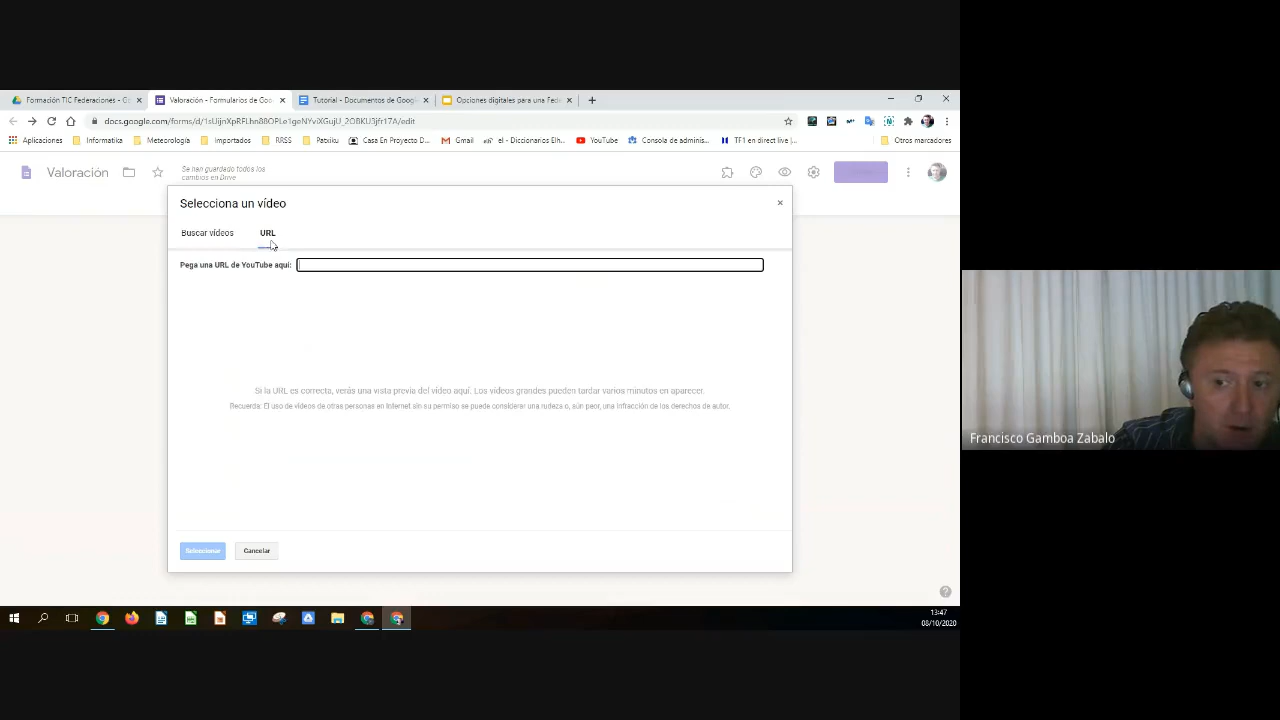 Formación TIC Federaciones - G
Valoración - Formularios de Goo
Tutorial - Documentos de Google
Opciones digitales para una Fede
docs.google.com/forms/d/1sUijnXpRFLhn88OPLe1geNYviXGujU_2OBKU3jfr17A/edit
Aplicaciones
Informatica
Meteorología
Importados
RRSS
Patxiku
Casa En Proyecto D...
Gmail
el - Diccionarios Elh...
YouTube
Consola de adminis...
TF1 en direct live |...
Otros marcadores
Valoración
Se han guardado todos los
cambios en Drive
Selecciona un vídeo
Buscar vídeos
URL
Pega una URL de YouTube aquí:
Si la URL es correcta, verás una vista previa del vídeo aquí. Los vídeos grandes pueden tardar varios minutos en aparecer.
Recuerda: El uso de vídeos de otras personas en Internet sin su permiso se puede considerar una rudeza o, aún peor, una infracción de los derechos de autor.
Seleccionar
Cancelar
Francisco Gamboa Zabalo
13:47
08/10/2020